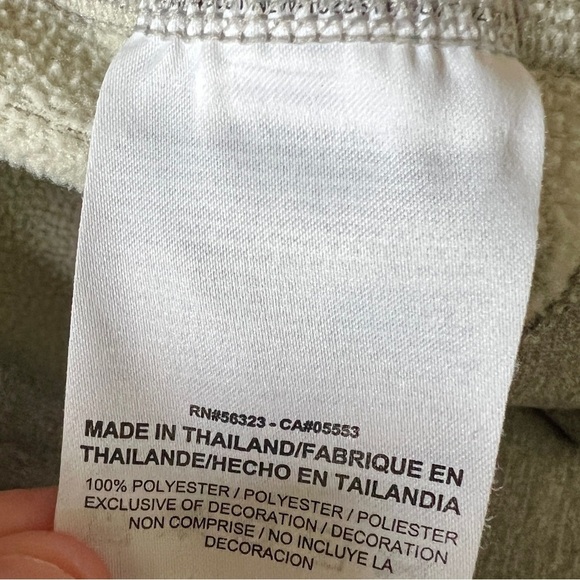 RN#56323 - CA#05553
MADE IN THAILAND/FABRIQUE EN
THAILANDE/HECHO EN TAILANDIA
100% POLYESTER / POLYESTER / POLIESTER
EXCLUSIVE OF DECORATION / DECORATION
NON COMPRISE / NO INCLUYE LA
DECORACION